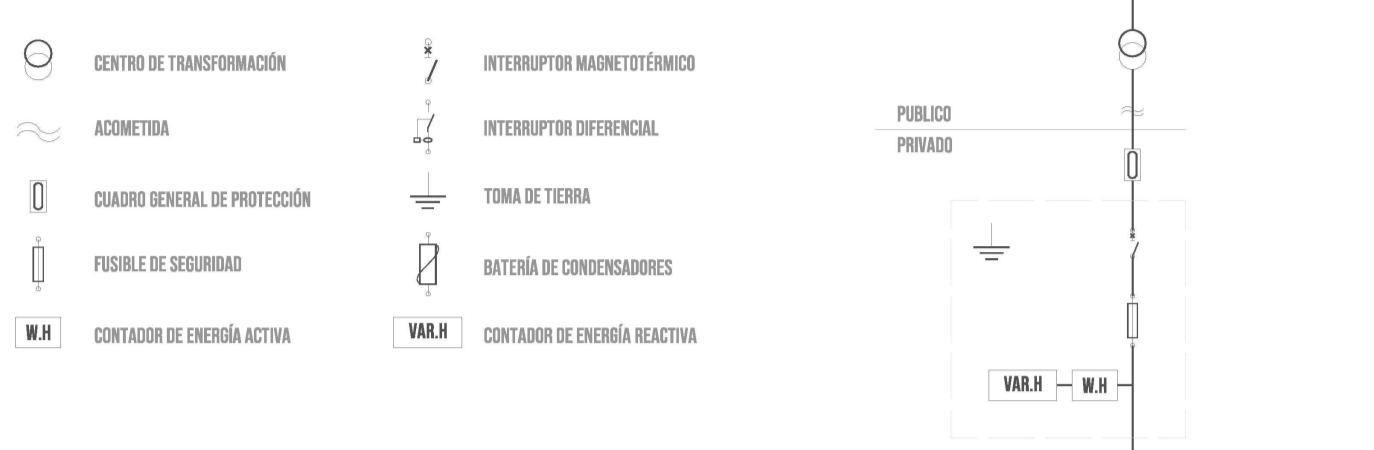 CENTRO DE TRANSFORMACIÓN
ACOMETIDA
CUADRO GENERAL DE PROTECCIÓN
FUSIBLE DE SEGURIDAD
W.H CONTADOR DE ENERGÍA ACTIVA
INTERRUPTOR MAGNETOTÉRMICO
INTERRUPTOR DIFERENCIAL
TOMA DE TIERRA
BATERÍA DE CONDENSADORES
VAR.H CONTADOR DE ENERGÍA REACTIVA
PUBLICO
PRIVADO
VAR.H W.H